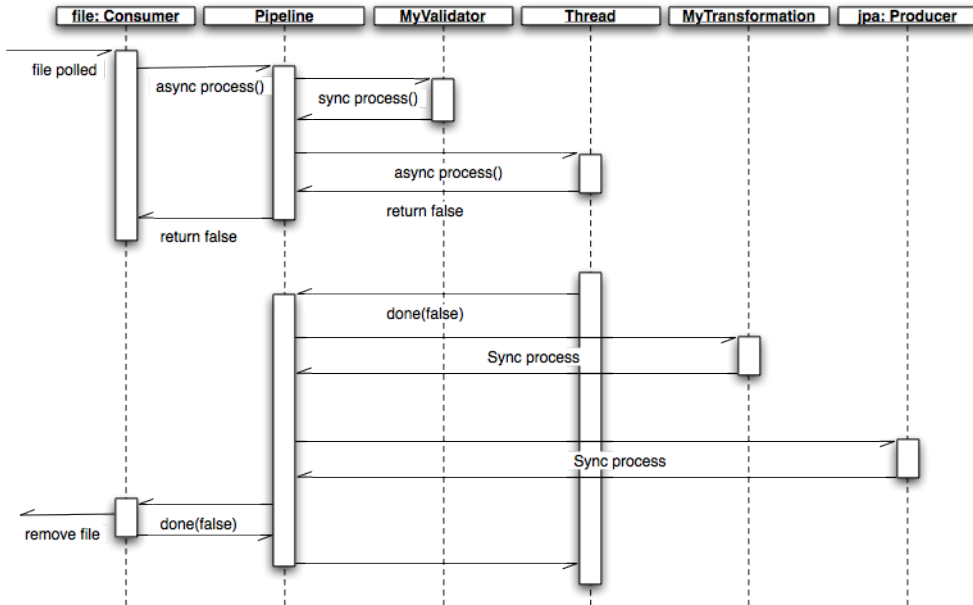 file: Consumer
Pipeline
MyValidator
Thread
MyTransformation
jpa: Producer
file polled
async process()
sync process()
async process()
return false
return false
done(false)
Sync process
Sync process
done(false)
remove file